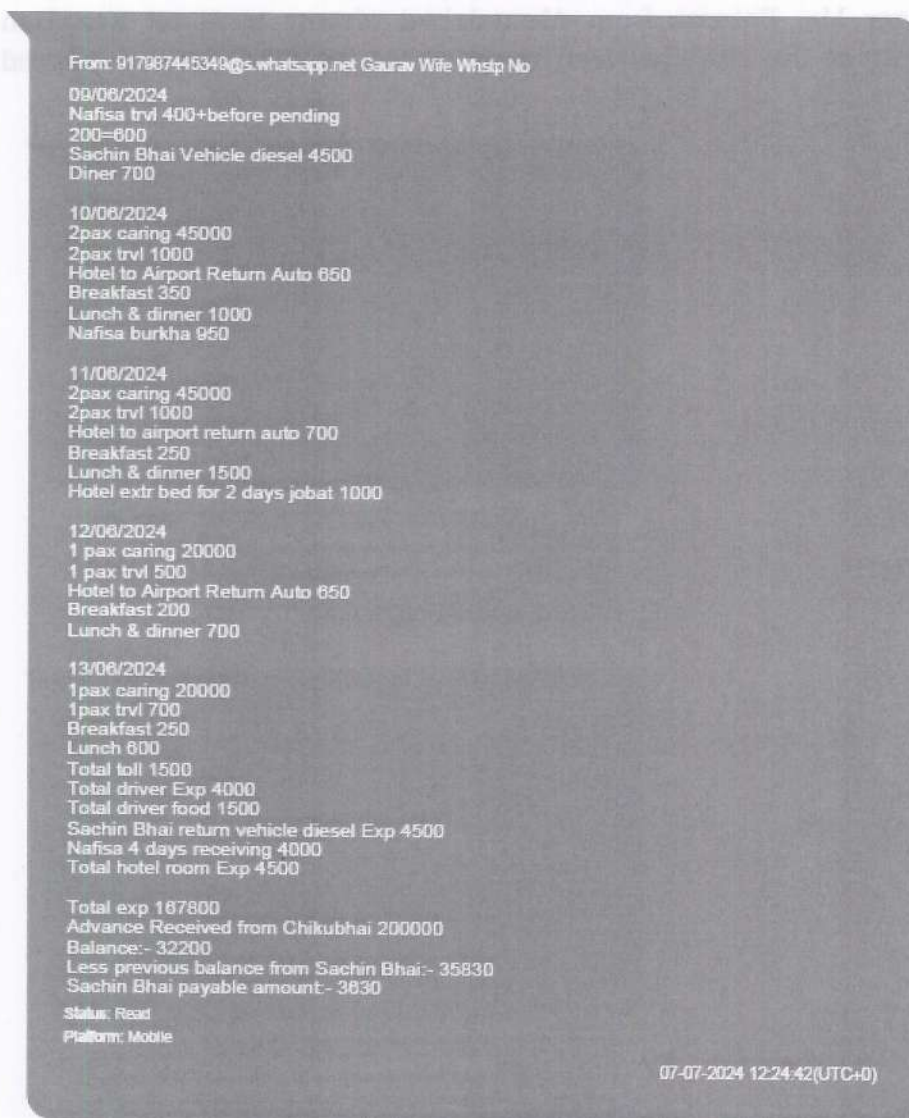 From: 917987445349@s.whatsapp.net Gaurav Wife Whstp No
09/06/2024
Nafisa trvl 400+before pending
200=600
Sachin Bhai Vehicle diesel 4500
Diner 700
10/06/2024
2pax caring 45000
2pax trvl 1000
Hotel to Airport Return Auto 650
Breakfast 350
Lunch & dinner 1000
Nafisa burkha 950
11/06/2024
2pax caring 45000
2pax trvl 1000
Hotel to airport return auto 700
Breakfast 250
Lunch & dinner 1500
Hotel extr bed for 2 days jobat 1000
12/06/2024
1 pax caring 20000
1 pax trvl 500
Hotel to Airport Return Auto 650
Breakfast 200
Lunch & dinner 700
13/06/2024
1pax caring 20000
1pax trvl 700
Breakfast 250
Lunch 600
Total toll 1500
Total driver Exp 4000
Total driver food 1500
Sachin Bhai return vehicle diesel Exp 4500
Nafisa 4 days receiving 4000
Total hotel room Exp 4500
Total exp 167800
Advance Received from Chikubhai 200000
Balance:- 32200
Less previous balance from Sachin Bhai:- 35830
Sachin Bhai payable amount:- 3630
Status: Read
Platform: Mobile
07-07-2024 12:24:42(UTC+0)